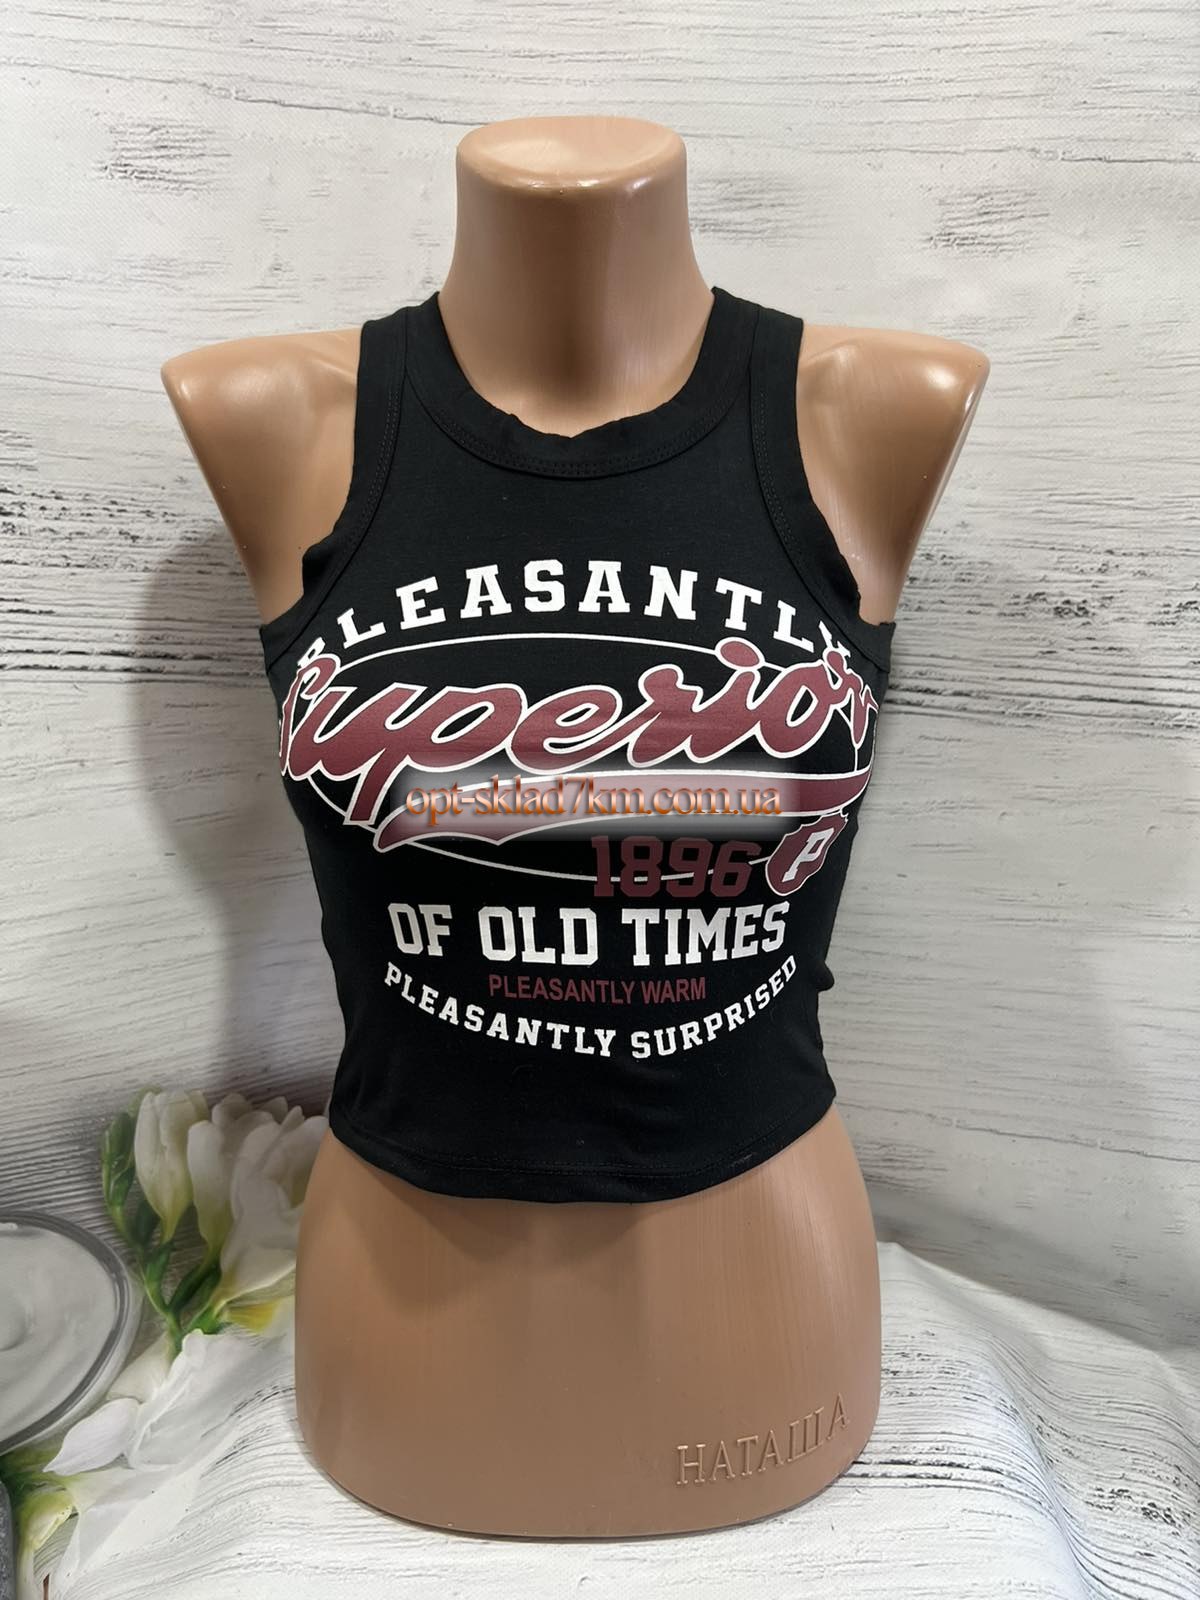 PLEASANTLY
Superior
opt-sklad7km.com.ua
1896 P
OF OLD TIMES
PLEASANTLY WARM
PLEASANTLY SURPRISED
НАТАША